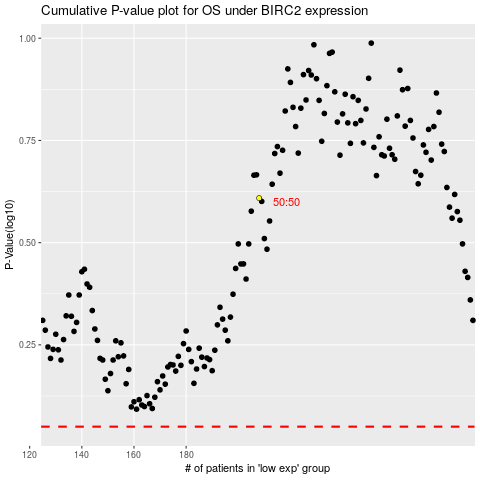 Cumulative P-value plot for OS under BIRC2 expression
1.00
0.75
0.50
0.25
P-Value(log10)
50:50
120 140 160 180
# of patients in 'low exp' group